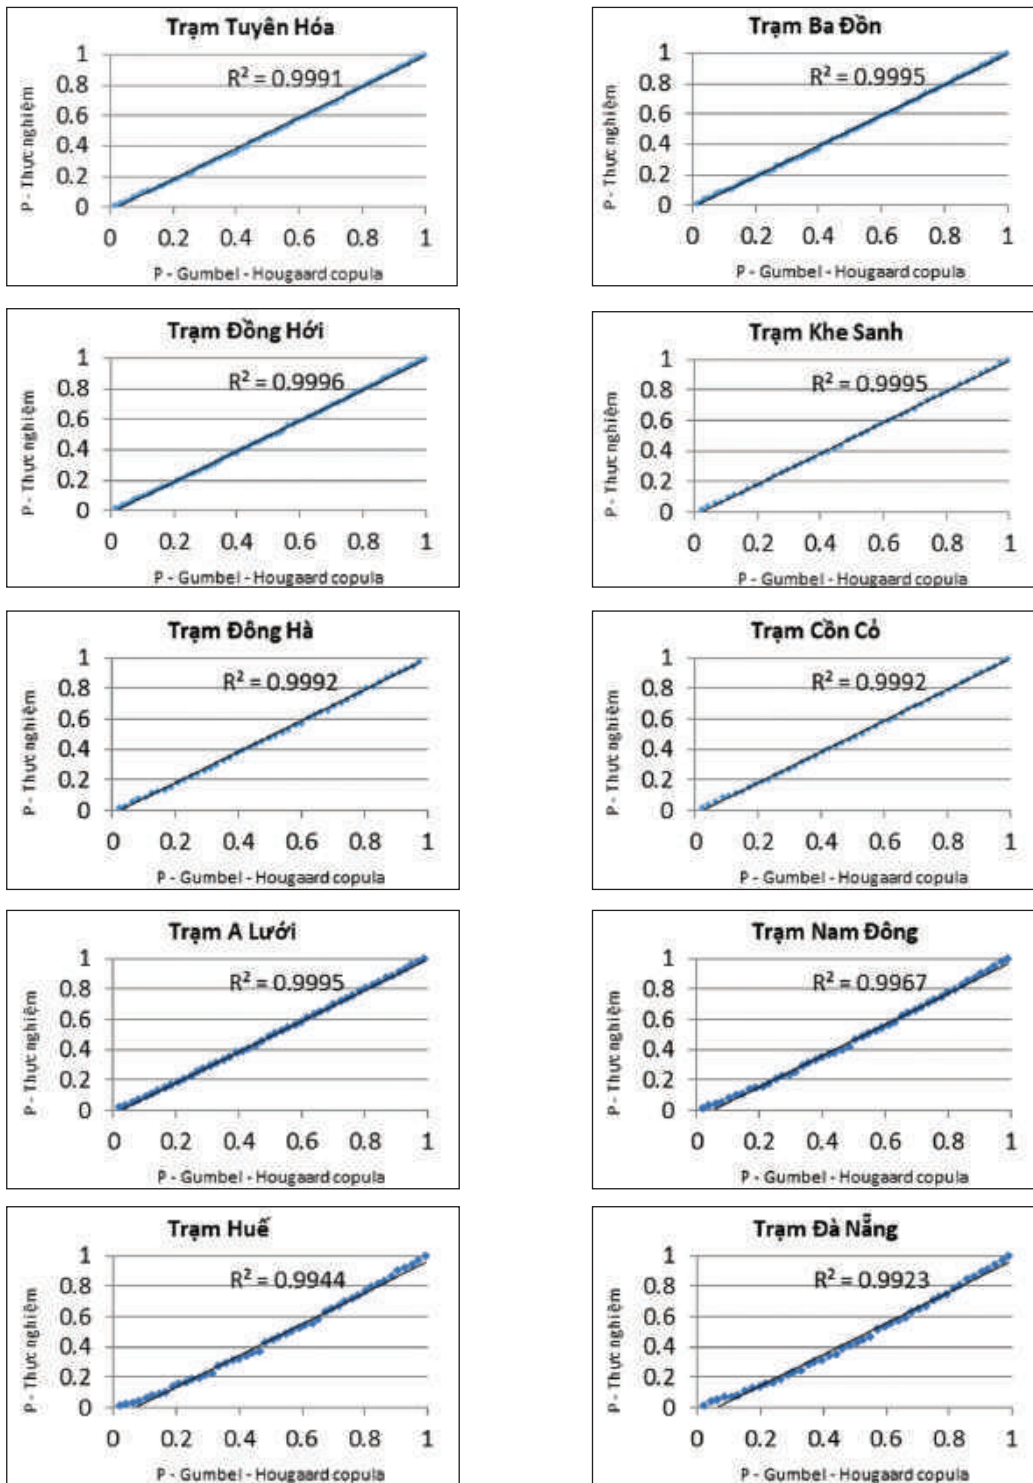 Trạm Tuyên Hóa
R² = 0.9991
1
0.8
0.6
0.4
0.2
0
0 0.2 0.4 0.6 0.8 1
P - Thực nghiệm
P - Gumbel - Hougaard copula
Trạm Ba Đồn
R² = 0.9995
1
0.8
0.6
0.4
0.2
0
0 0.2 0.4 0.6 0.8 1
P - Thực nghiệm
P - Gumbel - Hougaard copula
Trạm Đồng Hới
R² = 0.9996
1
0.8
0.6
0.4
0.2
0
0 0.2 0.4 0.6 0.8 1
P - Thực nghiệm
P - Gumbel - Hougaard copula
Trạm Khe Sanh
R² = 0.9995
1
0.8
0.6
0.4
0.2
0
0 0.2 0.4 0.6 0.8 1
P - Thực nghiệm
P - Gumbel - Hougaard copula
Trạm Đông Hà
R² = 0.9992
1
0.8
0.6
0.4
0.2
0
0 0.2 0.4 0.6 0.8 1
P - Thực nghiệm
P - Gumbel - Hougaard copula
Trạm Cồn Cỏ
R² = 0.9992
1
0.8
0.6
0.4
0.2
0
0 0.2 0.4 0.6 0.8 1
P - Thực nghiệm
P - Gumbel - Hougaard copula
Trạm A Lưới
R² = 0.9995
1
0.8
0.6
0.4
0.2
0
0 0.2 0.4 0.6 0.8 1
P - Thực nghiệm
P - Gumbel - Hougaard copula
Trạm Nam Đông
R² = 0.9967
1
0.8
0.6
0.4
0.2
0
0 0.2 0.4 0.6 0.8 1
P - Thực nghiệm
P - Gumbel - Hougaard copula
Trạm Huế
R² = 0.9944
1
0.8
0.6
0.4
0.2
0
0 0.2 0.4 0.6 0.8 1
P - Thực nghiệm
P - Gumbel - Hougaard copula
Trạm Đà Nẵng
R² = 0.9923
1
0.8
0.6
0.4
0.2
0
0 0.2 0.4 0.6 0.8 1
P - Thực nghiệm
P - Gumbel - Hougaard copula